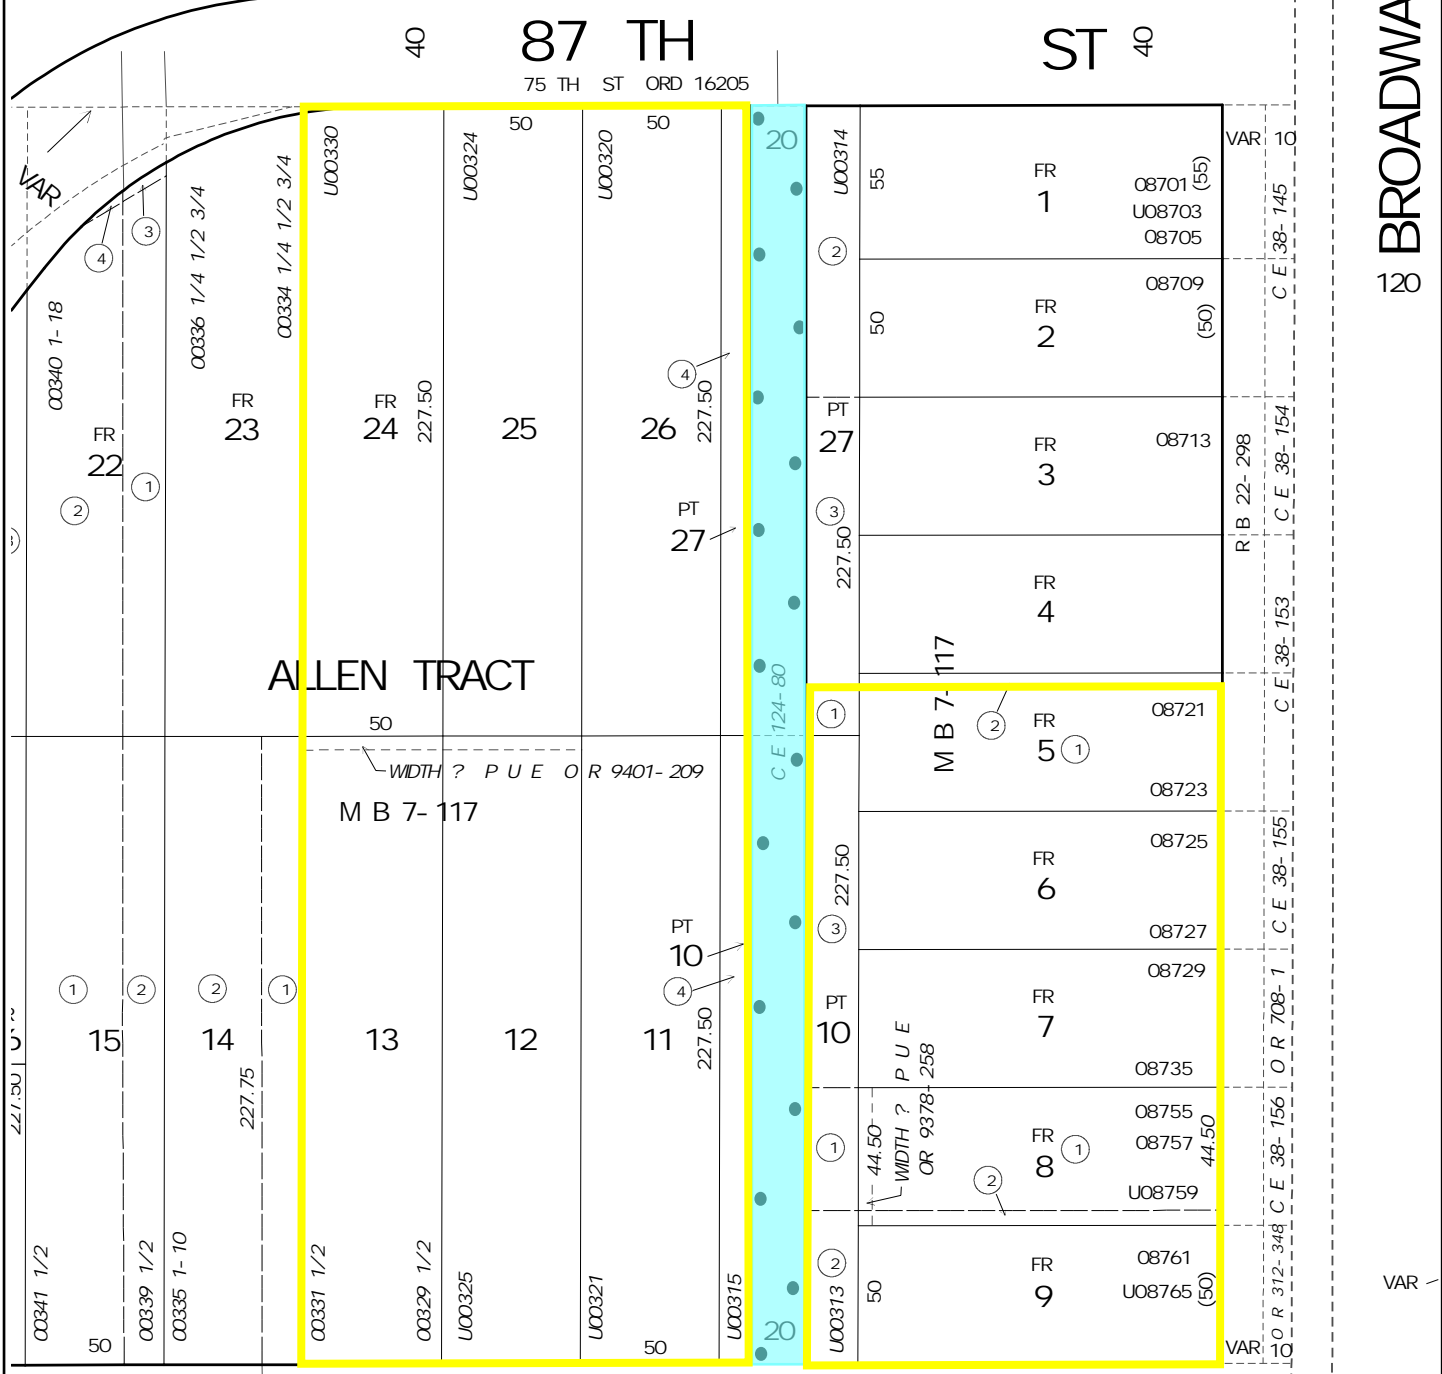 40
87 TH ST
40
75 TH ST ORD 16205
BROADWA
120
VAR
VAR 10
U00330
50
U00324
50
U00320
20
U00314
55
FR
1
08701
(55)
U08703
08705
C E 38-145
3
4
2
00340 1-18
00336 1/4 1/2 3/4
00334 1/4 1/2 3/4
50
FR
2
08709
(50)
4
FR
22
FR
23
FR
24
227.50
25
26
227.50
PT
27
FR
3
08713
R B 22-298
C E 38-154
1
2
3
PT
27
227.50
FR
4
C E 38-153
ALLEN TRACT
M B 7-117
C E 124-80
50
1
2
FR
5
1
08721
08723
WIDTH ? P U E O R 9401-209
M B 7-117
227.50
FR
6
08725
08727
C E 38-155
3
PT
10
4
1
2
2
1
15
14
13
12
11
227.50
227.50
227.75
PT
10
FR
7
08729
08735
O R 708-1
WIDTH ? P U E
OR 9378-258
1
44.50
FR
8
1
2
08755
08757
U08759
44.50
C E 38-156
00341 1/2
00339 1/2
00335 1-10
00331 1/2
00329 1/2
U00325
U00321
U00315
2
U00313
50
FR
9
08761
U08765
(50)
O R 312-348
VAR
50
50
20
VAR 10